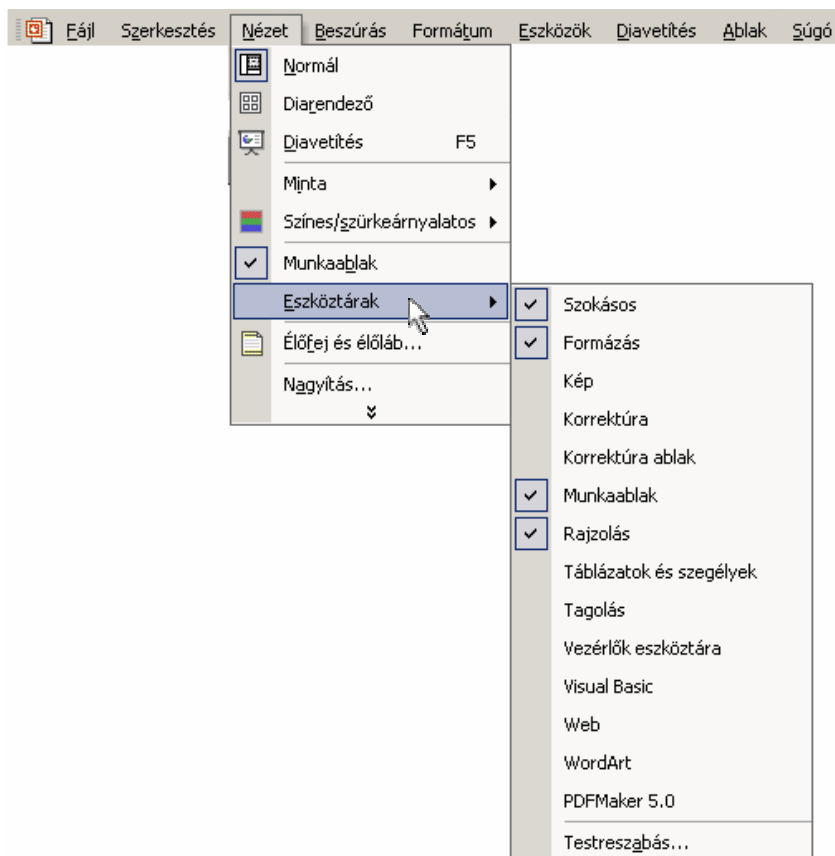 Fájl Szerkesztés Nézet Beszúrás Formátum Eszközök Diavetítés Ablak Súgó
Normál
Diarendező
Diavetítés F5
Minta
Színes/szürkeárnyalatos
Munkaablak
Eszköztárak
Élőfej és élőláb...
Nagyítás...
Szokásos
Formázás
Kép
Korrektúra
Korrektúra ablak
Munkaablak
Rajzolás
Táblázatok és szegélyek
Tagolás
Vezérlők eszköztára
Visual Basic
Web
WordArt
PDFMaker 5.0
Testreszabás...